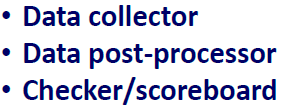 • Data collector
• Data post-processor
• Checker/scoreboard